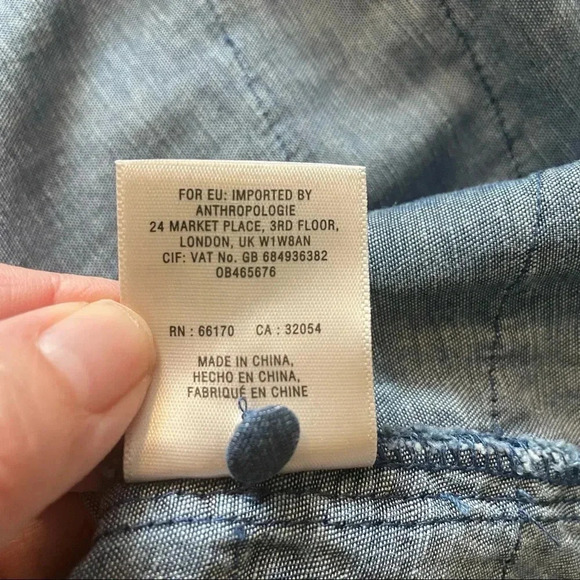 FOR EU: IMPORTED BY
ANTHROPOLOGIE
24 MARKET PLACE, 3RD FLOOR,
LONDON, UK W1W8AN
CIF: VAT No. GB 684936382
OB465676
RN : 66170 CA : 32054
MADE IN CHINA,
HECHO EN CHINA,
FABRIQUÉ EN CHINE